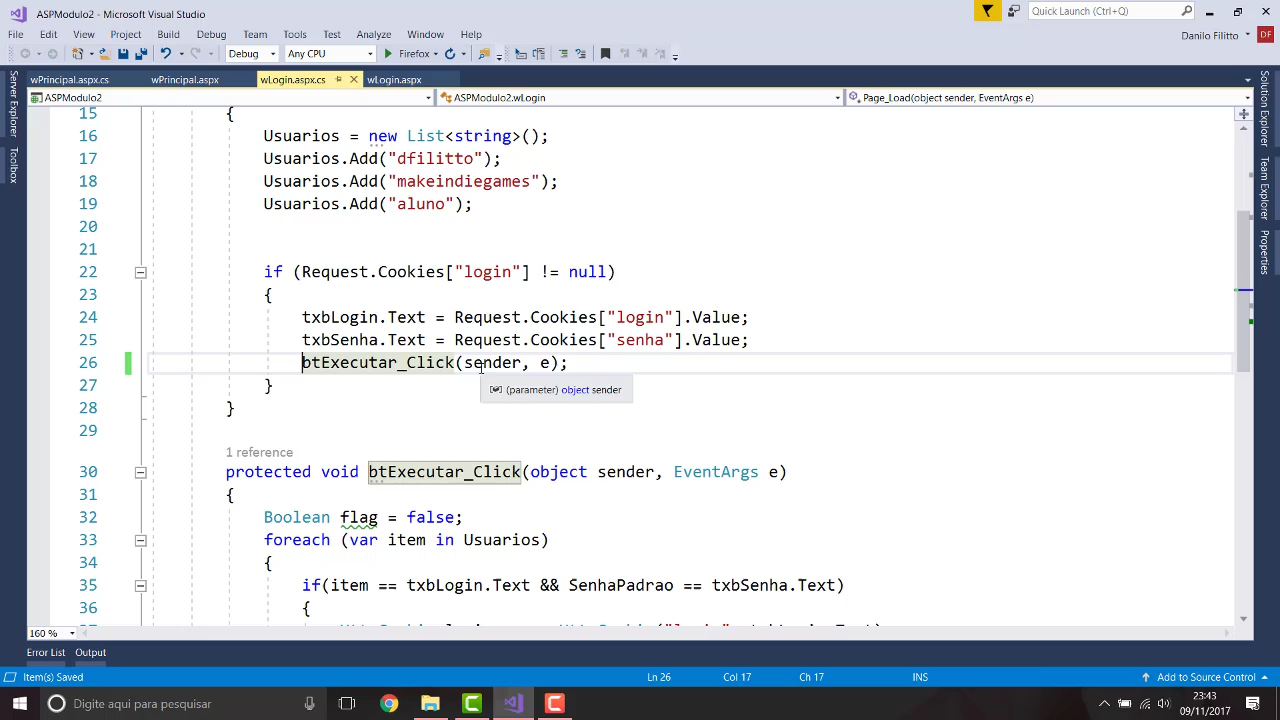 ASPModulo2 - Microsoft Visual Studio
Quick Launch (Ctrl+Q)
File Edit View Project Build Debug Team Tools Test Analyze Window Help
Danilo Filitto DF
Debug Any CPU Firefox
wPrincipal.aspx.cs wPrincipal.aspx wLogin.aspx.cs wLogin.aspx
ASPModulo2 ASPModulo2.wLogin Page_Load(object sender, EventArgs e)
Server Explorer
Toolbox
Solution Explorer
Team Explorer
Properties
15 {
16 Usuarios = new List<string>();
17 Usuarios.Add("dfilitto");
18 Usuarios.Add("makeindiegames");
19 Usuarios.Add("aluno");
20
21
22 if (Request.Cookies["login"] != null)
23 {
24 txbLogin.Text = Request.Cookies["login"].Value;
25 txbSenha.Text = Request.Cookies["senha"].Value;
26 btExecutar_Click(sender, e);
(parameter) object sender
27 }
28 }
29
1 reference
30 protected void btExecutar_Click(object sender, EventArgs e)
31 {
32 Boolean flag = false;
33 foreach (var item in Usuarios)
34 {
35 if(item == txbLogin.Text && SenhaPadrao == txbSenha.Text)
36 {
160 %
Error List Output
Item(s) Saved Ln 26 Col 17 Ch 17 INS Add to Source Control
Digite aqui para pesquisar
23:43
09/11/2017